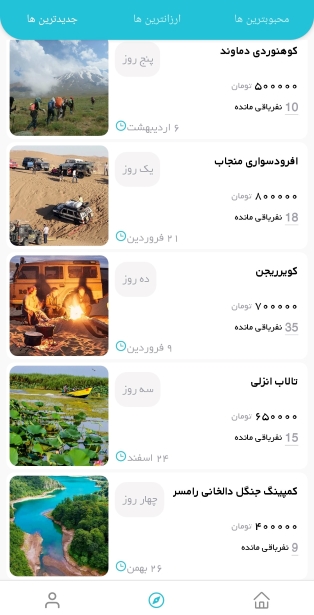 محبوبترین ها
ارزانترین ها
جدیدترین ها
کوهنوردی دماوند
پنج روز
۵۰۰۰۰۰ تومان
10 نفرباقی مانده
۶ اردیبهشت
افرودسواری منجاب
یک روز
۸۰۰۰۰۰ تومان
18 نفرباقی مانده
۲۱ فروردین
کویرریجن
ده روز
۷۰۰۰۰۰ تومان
35 نفرباقی مانده
۹ فروردین
تالاب انزلی
سه روز
۶۵۰۰۰۰ تومان
15 نفرباقی مانده
۲۴ اسفند
کمپینگ جنگل دالخانی رامسر
چهار روز
۴۰۰۰۰۰ تومان
9 نفرباقی مانده
۲۶ بهمن